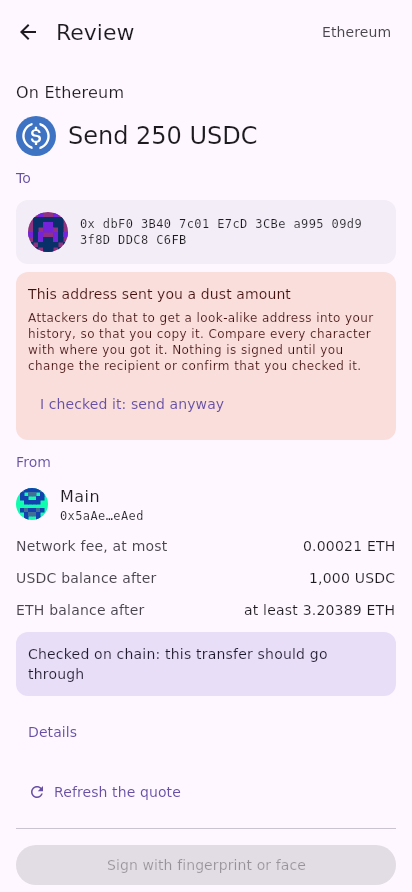 Review
Ethereum
On Ethereum
Send 250 USDC
To
0x dbF0 3B40 7c01 E7cD 3CBe a995 09d9
3f8D DDC8 C6FB
This address sent you a dust amount
Attackers do that to get a look-alike address into your
history, so that you copy it. Compare every character
with where you got it. Nothing is signed until you
change the recipient or confirm that you checked it.
I checked it: send anyway
From
Main
0x5aAe…eAed
Network fee, at most
0.00021 ETH
USDC balance after
1,000 USDC
ETH balance after
at least 3.20389 ETH
Checked on chain: this transfer should go
through
Details
Refresh the quote
Sign with fingerprint or face